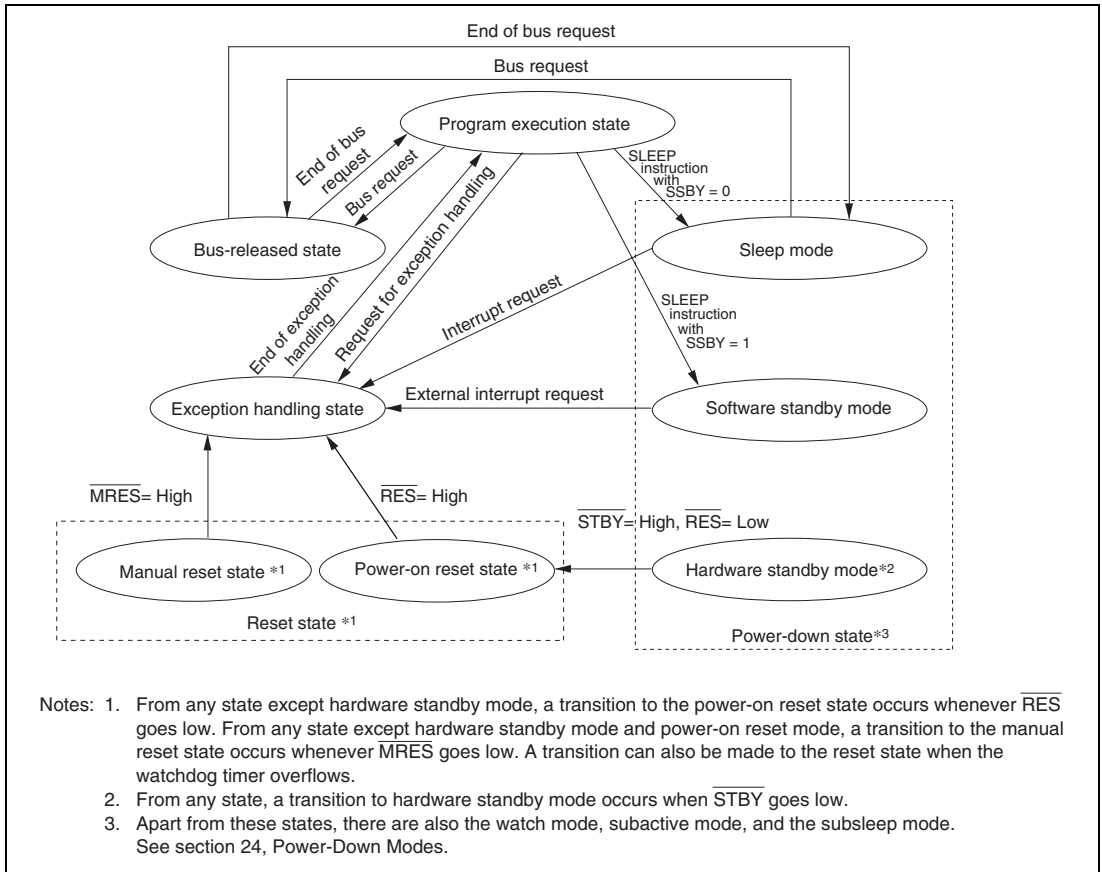 End of bus request
Bus request
Program execution state
End of bus
request
Bus request
SLEEP
instruction
with
SSBY = 0
Bus-released state
Sleep mode
End of exception
handling
Request for exception handling
Interrupt request
SLEEP
instruction
with
SSBY = 1
Exception handling state
External interrupt request
Software standby mode
MRES= High
RES= High
STBY= High, RES= Low
Manual reset state *1
Power-on reset state *1
Hardware standby mode*2
Reset state *1
Power-down state*3
Notes: 1. From any state except hardware standby mode, a transition to the power-on reset state occurs whenever RES
goes low. From any state except hardware standby mode and power-on reset mode, a transition to the manual
reset state occurs whenever MRES goes low. A transition can also be made to the reset state when the
watchdog timer overflows.
2. From any state, a transition to hardware standby mode occurs when STBY goes low.
3. Apart from these states, there are also the watch mode, subactive mode, and the subsleep mode.
See section 24, Power-Down Modes.